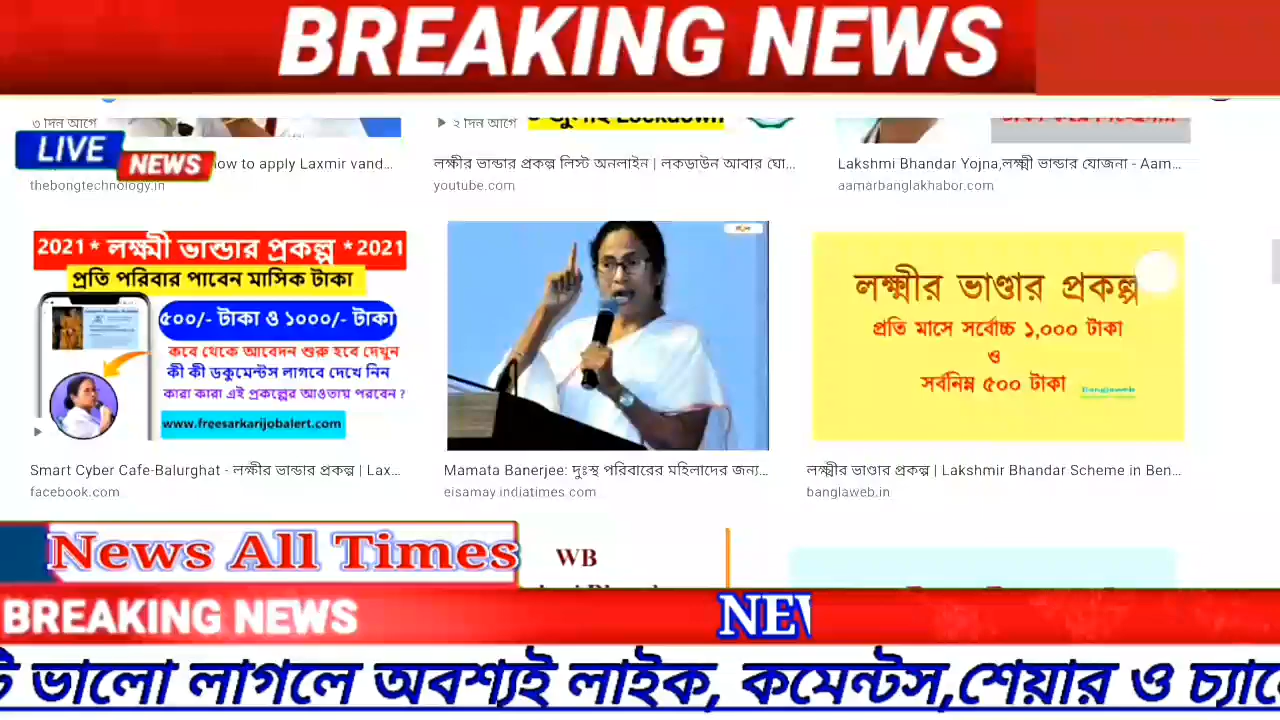 BREAKING NEWS
৩ দিন আগে
২ দিন আগে
LIVE
NEWS
how to apply Laxmir vand...
thebongtechnology.in
লক্ষীর ভান্ডার প্রকল্প লিস্ট অনলাইন | লকডাউন আবার ঘো...
youtube.com
Lakshmi Bhandar Yojna,লক্ষ্মী ভান্ডার যোজনা - Aam...
aamarbanglakhabor.com
2021* লক্ষ্মী ভান্ডার প্রকল্প *2021
প্রতি পরিবার পাবেন মাসিক টাকা
৫০০/- টাকা ও ১০০০/- টাকা
কবে থেকে আবেদন শুরু হবে দেখুন
কী কী ডকুমেন্টস লাগবে দেখে নিন
কারা কারা এই প্রকল্পের আওতায় পরবেন ?
www.freesarkarijobalert.com
Smart Cyber Cafe-Balurghat - লক্ষীর ভান্ডার প্রকল্প | Lax...
facebook.com
Mamata Banerjee: দুঃস্থ পরিবারের মহিলাদের জন্য...
eisamay.indiatimes.com
লক্ষ্মীর ভাণ্ডার প্রকল্প
প্রতি মাসে সর্বোচ্চ ১,০০০ টাকা
ও
সর্বনিম্ন ৫০০ টাকা
Banglaweb
লক্ষ্মীর ভাণ্ডার প্রকল্প | Lakshmir Bhandar Scheme in Ben...
banglaweb.in
News All Times
WB
BREAKING NEWS
NEW
টি ভালো লাগলে অবশ্যই লাইক, কমেন্টস,শেয়ার ও চ্যানে